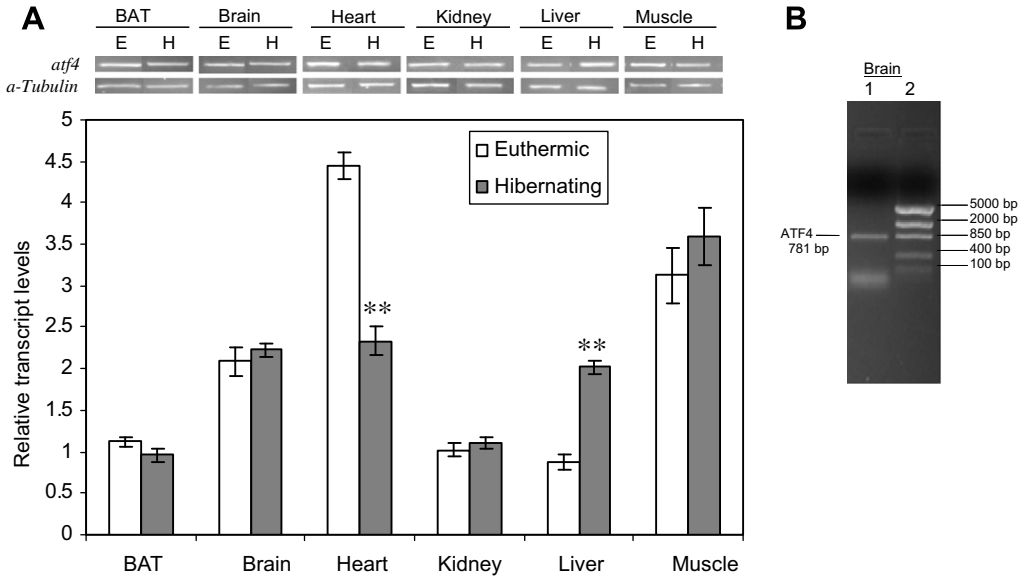 A
BAT Brain Heart Kidney Liver Muscle
E H E H E H E H E H E H
atf4
a-Tubulin
5
4.5
4
3.5
3
2.5
2
1.5
1
0.5
0
Relative transcript levels
Euthermic
Hibernating
**
**
BAT Brain Heart Kidney Liver Muscle
B
Brain
1 2
ATF4
781 bp
5000 bp
2000 bp
850 bp
400 bp
100 bp